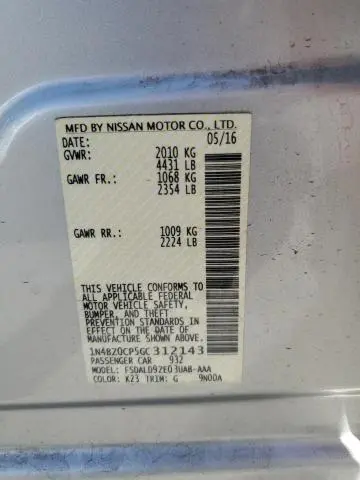 MFD BY NISSAN MOTOR CO., LTD.
DATE: 05/16
GVWR: 2010 KG
4431 LB
GAWR FR.: 1068 KG
2354 LB
GAWR RR.: 1009 KG
2224 LB
THIS VEHICLE CONFORMS TO
ALL APPLICABLE FEDERAL
MOTOR VEHICLE SAFETY,
BUMPER, AND THEFT
PREVENTION STANDARDS IN
EFFECT ON THE DATE OF
MANUFACTURE SHOWN ABOVE.
1N4BZ0CP5GC312143
PASSENGER CAR 932
MODEL: FSDALD9ZE03UAB-AAA
COLOR: K23 TRIM: G 9N00A